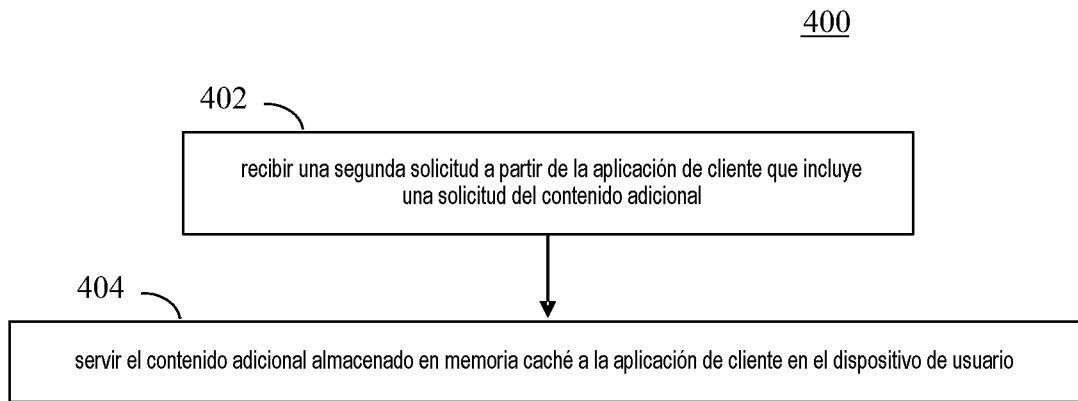 400
402
recibir una segunda solicitud a partir de la aplicación de cliente que incluye
una solicitud del contenido adicional
404
servir el contenido adicional almacenado en memoria caché a la aplicación de cliente en el dispositivo de usuario